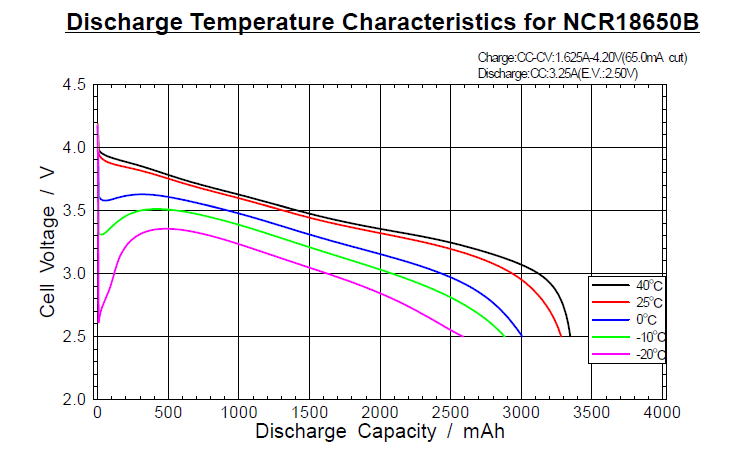 Discharge Temperature Characteristics for NCR18650B
Charge:CC-CV:1.625A-4.20V(65.0mA cut)
Discharge:CC:3.25A(E.V.:2.50V)
4.5
4.0
3.5
3.0
2.5
2.0
Cell Voltage / V
40°C
25°C
0°C
-10°C
-20°C
0 500 1000 1500 2000 2500 3000 3500 4000
Discharge Capacity / mAh